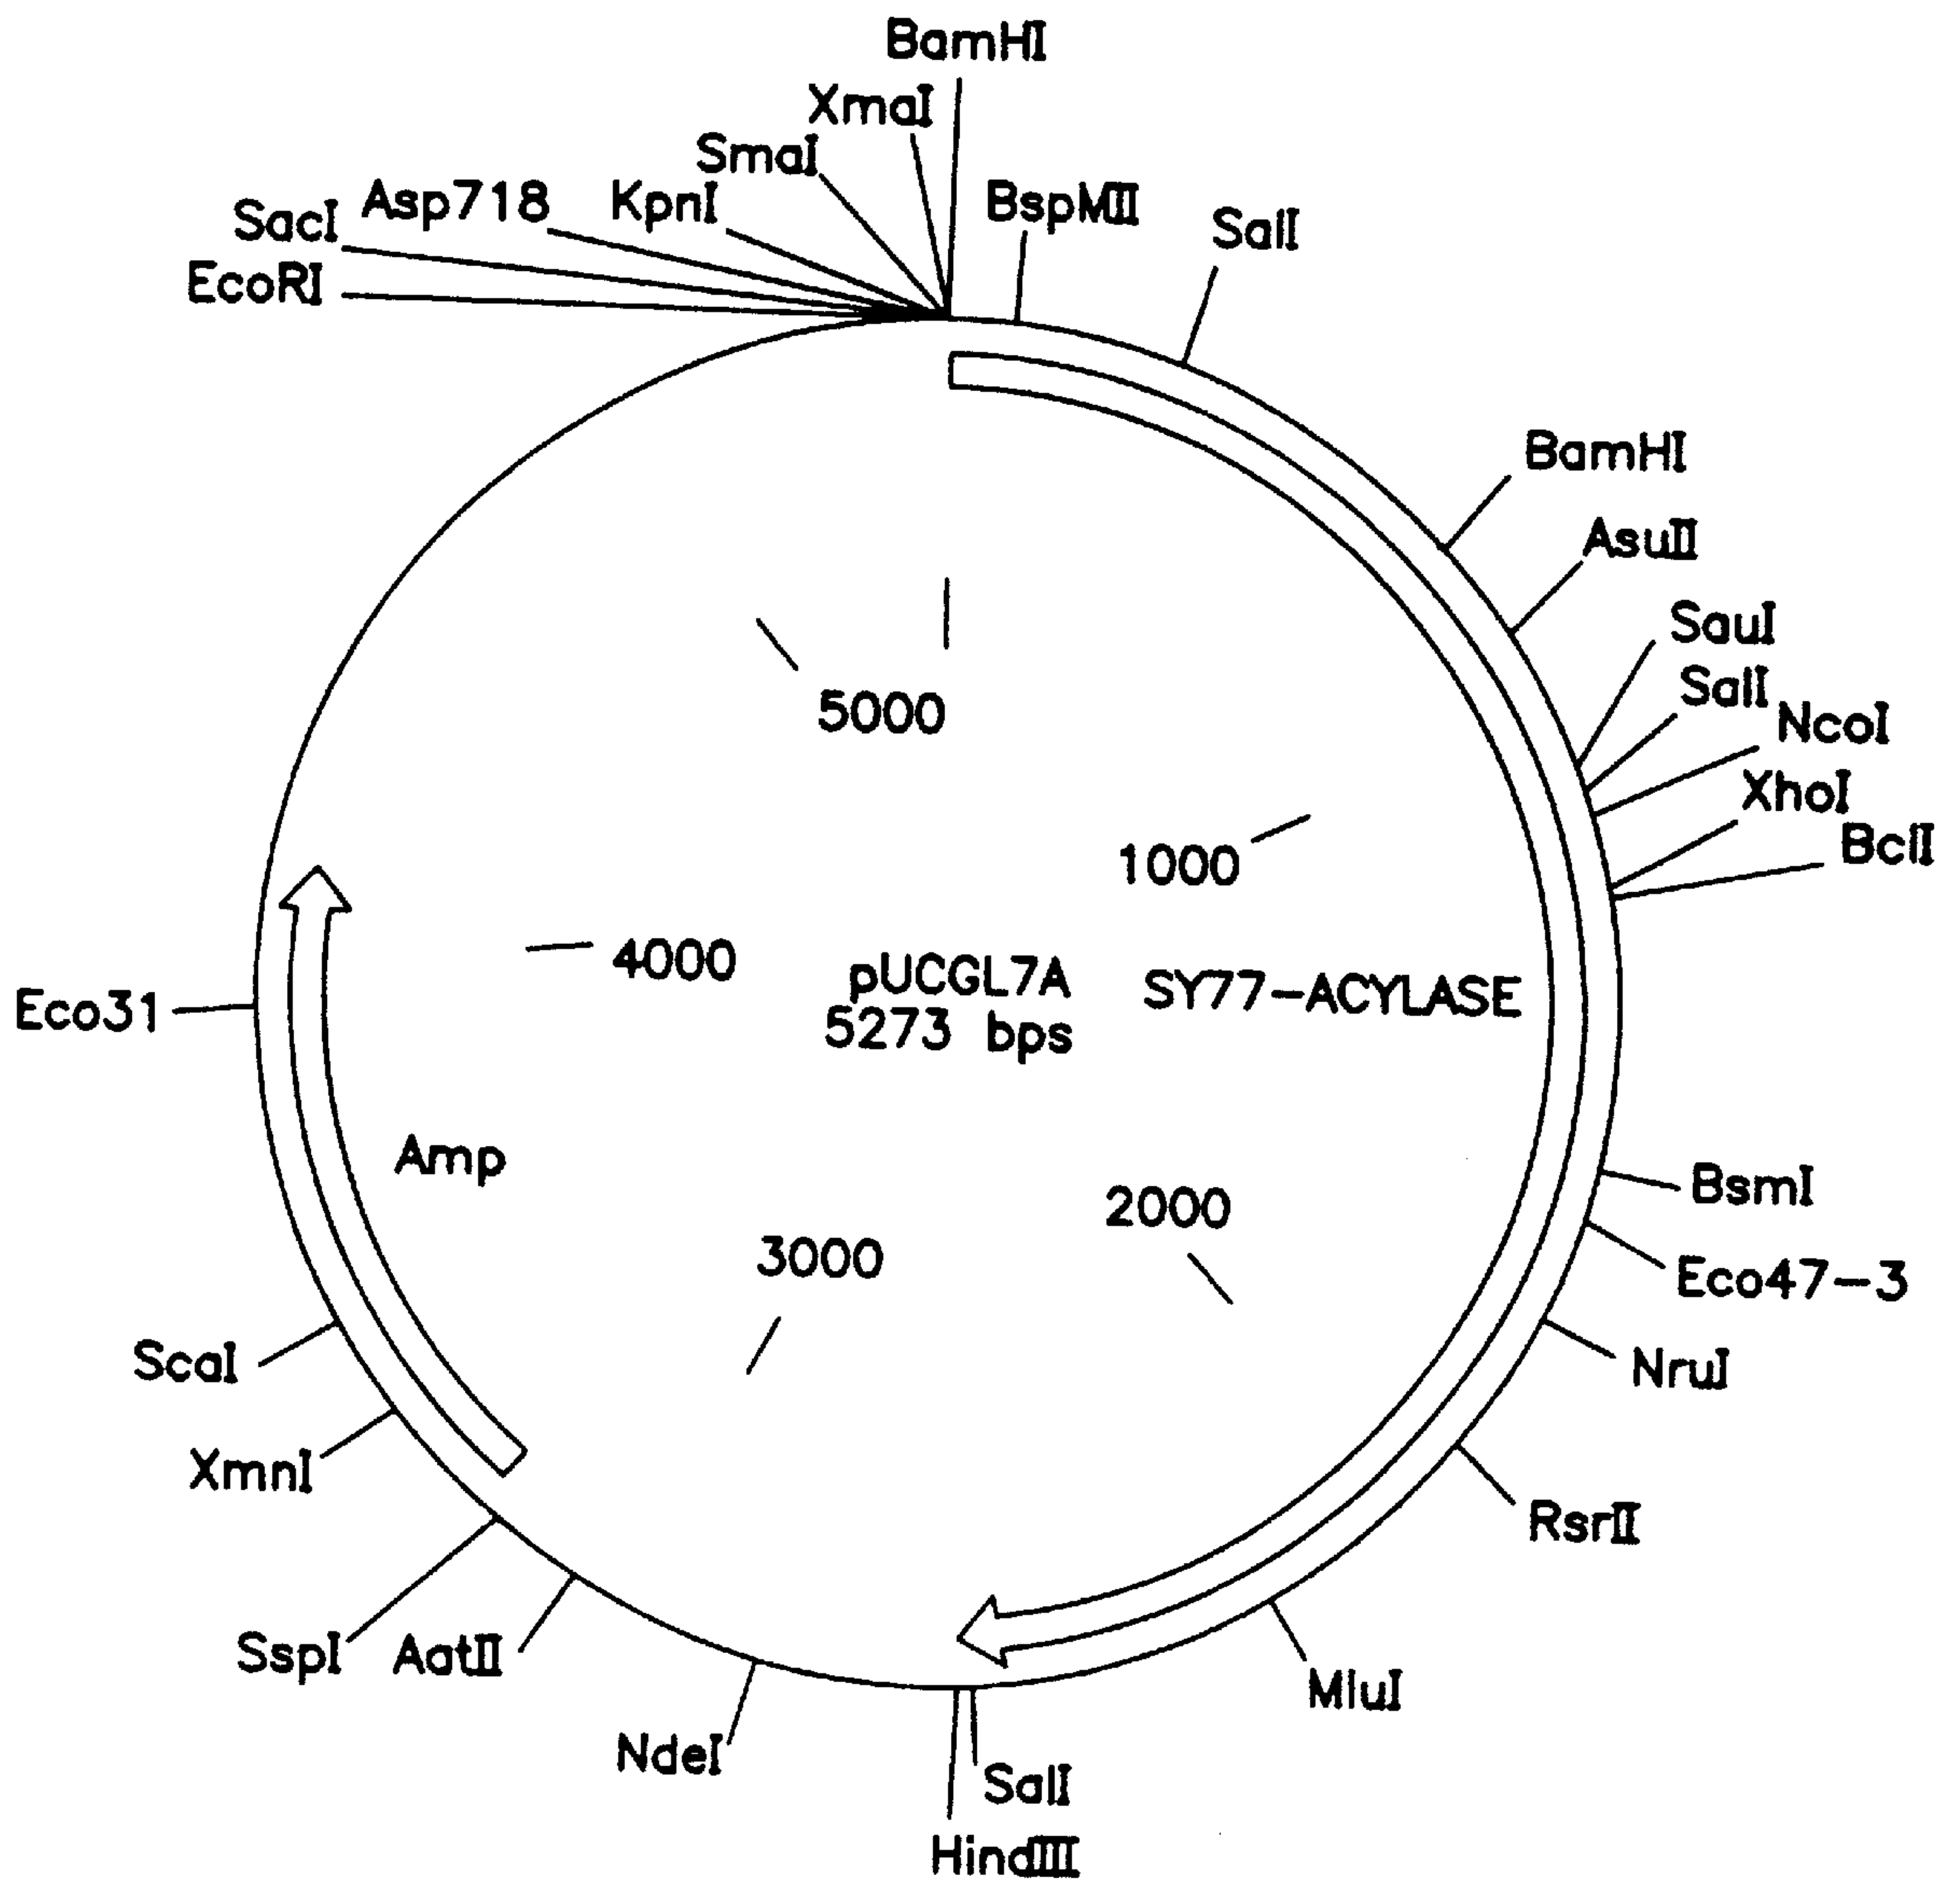 BamHI
XmaI
SmaI
KpnI
Asp718
SacI
EcoRI
BspMII
SalI
BamHI
AsuII
SauI
SalI
NcoI
XhoI
BclI
BsmI
Eco47-3
NruI
RsrII
MluI
SalI
HindIII
NdeI
AatII
SspI
XmnI
ScaI
Eco31
5000
1000
4000
pUCGL7A
5273 bps
SY77-ACYLASE
Amp
2000
3000